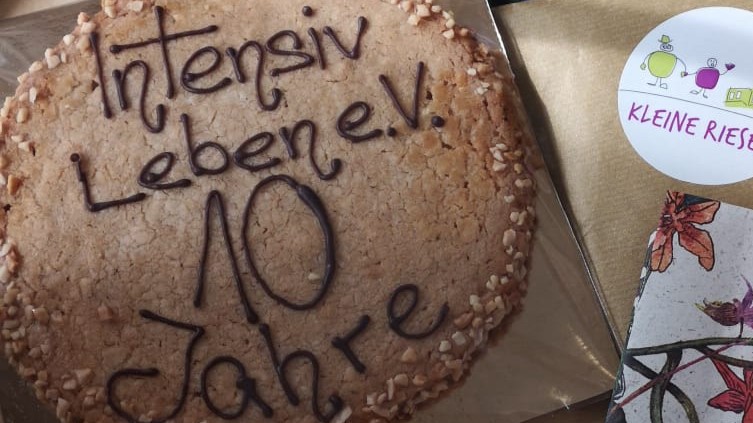 Intensiv
Leben e.V.
10
Jahre
KLEINE RIESE